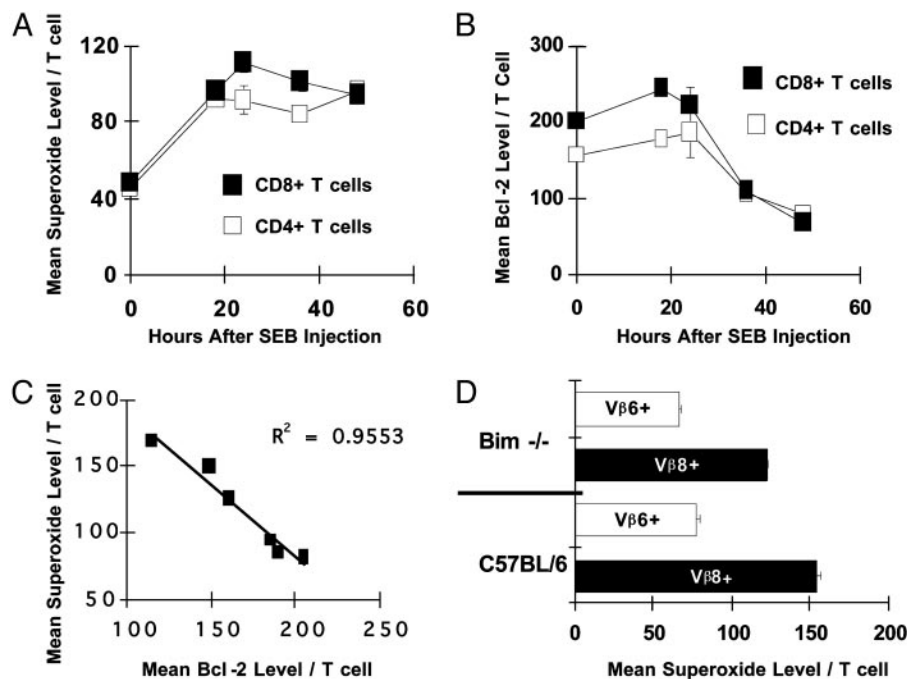 A
Mean Superoxide Level / T cell
120
80
40
0
CD8+ T cells
CD4+ T cells
0 20 40 60
Hours After SEB Injection
B
Mean Bcl-2 Level / T Cell
300
200
100
0
CD8+ T cells
CD4+ T cells
0 20 40 60
Hours After SEB Injection
C
Mean Superoxide Level / T cell
200
150
100
50
R² = 0.9553
100 150 200 250
Mean Bcl-2 Level / T cell
D
Bim -/-
Vβ6+
Vβ8+
C57BL/6
Vβ6+
Vβ8+
0 50 100 150 200
Mean Superoxide Level / T cell